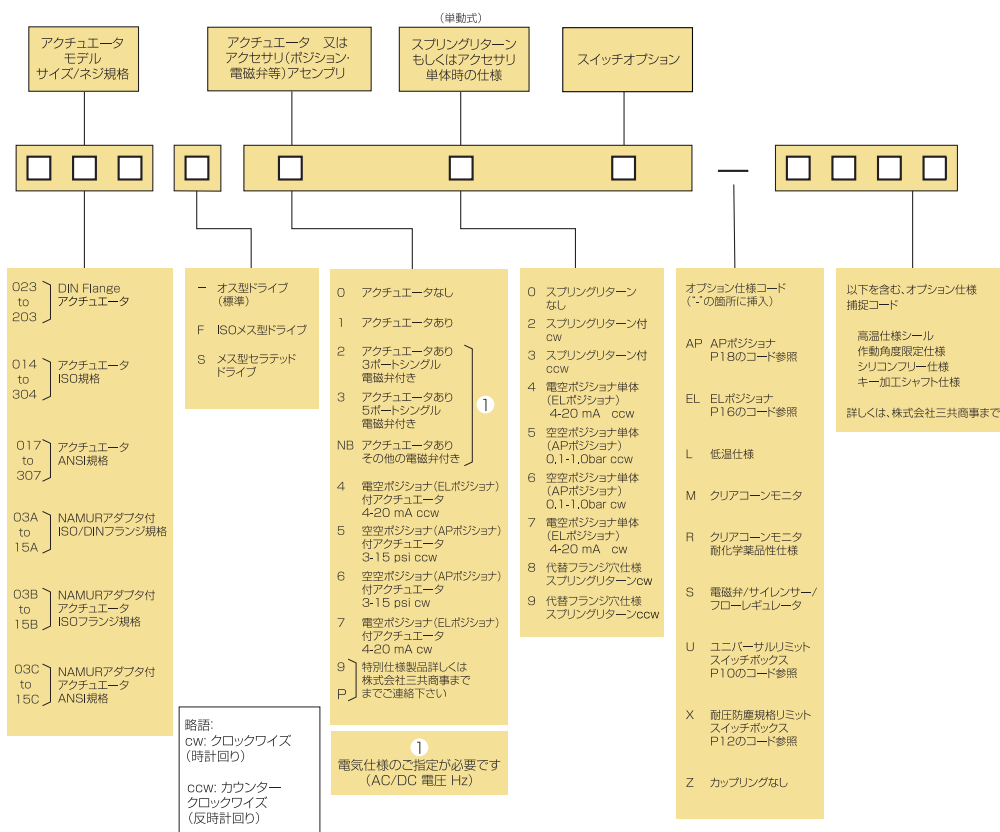 アクチュエータ
モデル
サイズ/ネジ規格
アクチュエータ 又は
アクセサリ(ポジション・
電磁弁等)アセンブリ
(単動式)
スプリングリターン
もしくはアクセサリ
単体時の仕様
スイッチオプション
023
to
203
DIN Flange
アクチュエータ
014
to
304
アクチュエータ
ISO規格
017
to
307
アクチュエータ
ANSI規格
03A
to
15A
NAMURアダプタ付
ISO/DINフランジ規格
03B
to
15B
NAMURアダプタ付
アクチュエータ
ISOフランジ規格
03C
to
15C
NAMURアダプタ付
アクチュエータ
ANSI規格
− オス型ドライブ
(標準)
F ISOメス型ドライブ
S メス型セラテッド
ドライブ
略語:
cw: クロックワイズ
(時計回り)
ccw: カウンター
クロックワイズ
(反時計回り)
0 アクチュエータなし
1 アクチュエータあり
2 アクチュエータあり
3ポートシングル
電磁弁付き
3 アクチュエータあり
5ポートシングル
電磁弁付き
NB アクチュエータあり
その他の電磁弁付き
①
4 電空ポジショナ(ELポジショナ)
付アクチュエータ
4-20 mA ccw
5 空空ポジショナ(APポジショナ)
付アクチュエータ
3-15 psi ccw
6 空空ポジショナ(APポジショナ)
付アクチュエータ
3-15 psi cw
7 電空ポジショナ(ELポジショナ)
付アクチュエータ
4-20 mA cw
9
P
特別仕様製品詳しくは
株式会社三共商事まで
までご連絡下さい
①
電気仕様のご指定が必要です
(AC/DC 電圧 Hz)
0 スプリングリターン
なし
2 スプリングリターン付
cw
3 スプリングリターン付
ccw
4 電空ポジショナ単体
(ELポジショナ)
4-20 mA ccw
5 空空ポジショナ単体
(APポジショナ)
0.1-1.0bar ccw
6 空空ポジショナ単体
(APポジショナ)
0.1-1.0bar cw
7 電空ポジショナ単体
(ELポジショナ)
4-20 mA cw
8 代替フランジ穴仕様
スプリングリターンcw
9 代替フランジ穴仕様
スプリングリターンccw
オプション仕様コード
("-"の箇所に挿入)
AP APポジショナ
P18のコード参照
EL ELポジショナ
P16のコード参照
L 低温仕様
M クリアコーンモニタ
R クリアコーンモニタ
耐化学薬品性仕様
S 電磁弁/サイレンサー/
フローレギュレータ
U ユニバーサルリミット
スイッチボックス
P10のコード参照
X 耐圧防塵規格リミット
スイッチボックス
P12のコード参照
Z カップリングなし
以下を含む、オプション仕様
捕捉コード
高温仕様シール
作動角度限定仕様
シリコンフリー仕様
キー加工シャフト仕様
詳しくは、株式会社三共商事まで